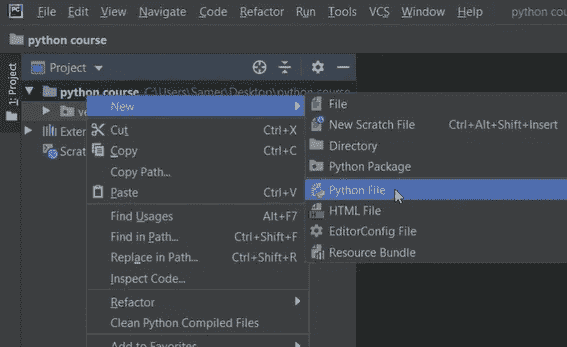 PC File Edit View Navigate Code Refactor Run Tools VCS Window Help python cou
python course
1: Project
Project
python course C:\Users\Samer\Desktop\python course
ve
New
File
Exter
Cut Ctrl+X
New Scratch File Ctrl+Alt+Shift+Insert
Scrat
Copy Ctrl+C
Directory
Copy Path...
Python Package
Paste Ctrl+V
Python File
Find Usages Alt+F7
HTML File
Find in Path... Ctrl+Shift+F
EditorConfig File
Replace in Path... Ctrl+Shift+R
Resource Bundle
Inspect Code...
Refactor
Clean Python Compiled Files
Add to Favorites